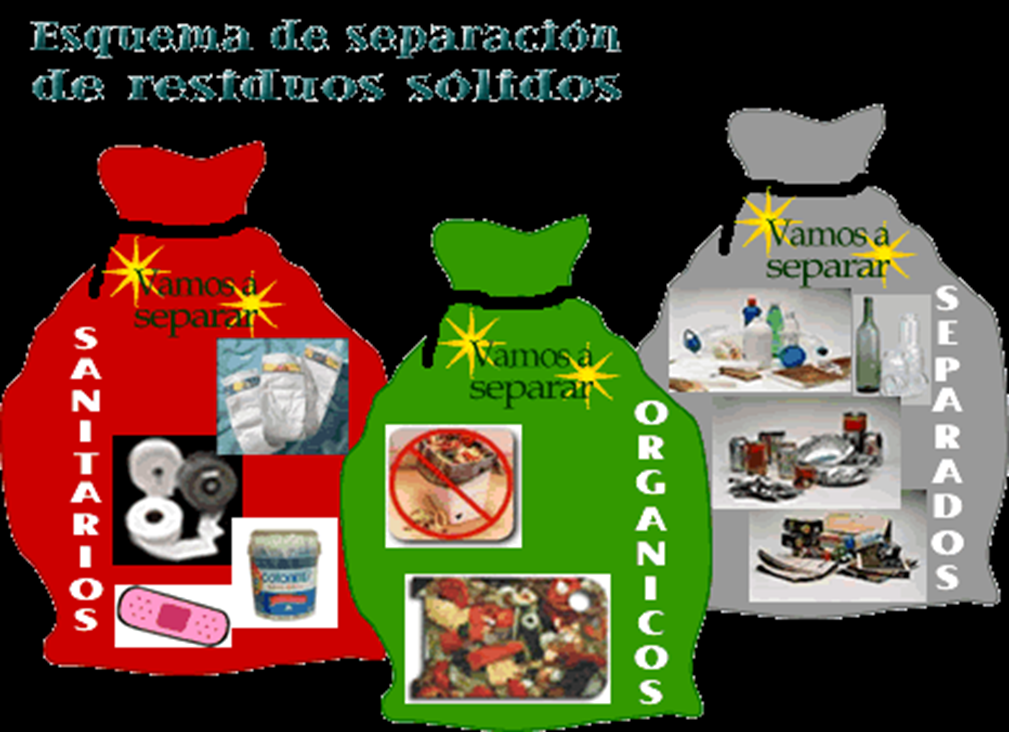 Esquema de separación
de residuos sólidos
Vamos a
separar
SANITARIOS
Vamos a
separar
ORGANICOS
Vamos a
separar
SEPARADOS